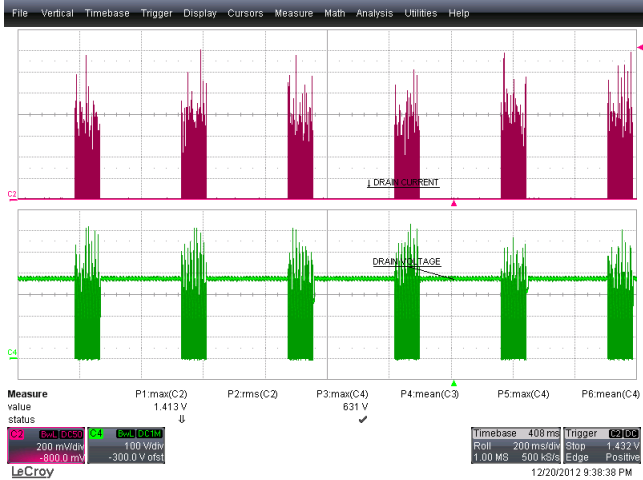 File Vertical Timebase Trigger Display Cursors Measure Math Analysis Utilities Help
DRAIN CURRENT
C2
DRAIN VOLTAGE
C4
Measure P1:max(C2) P2:rms(C2) P3:max(C4) P4:mean(C3) P5:max(C4) P6:mean(C4)
value 1.413 V 631 V
status
C2 BwL DC50 C4 BwL DC1M Timebase 408 ms Trigger C2 DC
200 mV/div 100 V/div Roll 200 ms/div Stop 1.432 V
-800.0 mV -300.0 V ofst 1.00 MS 500 kS/s Edge Positive
LeCroy 12/20/2012 9:38:38 PM